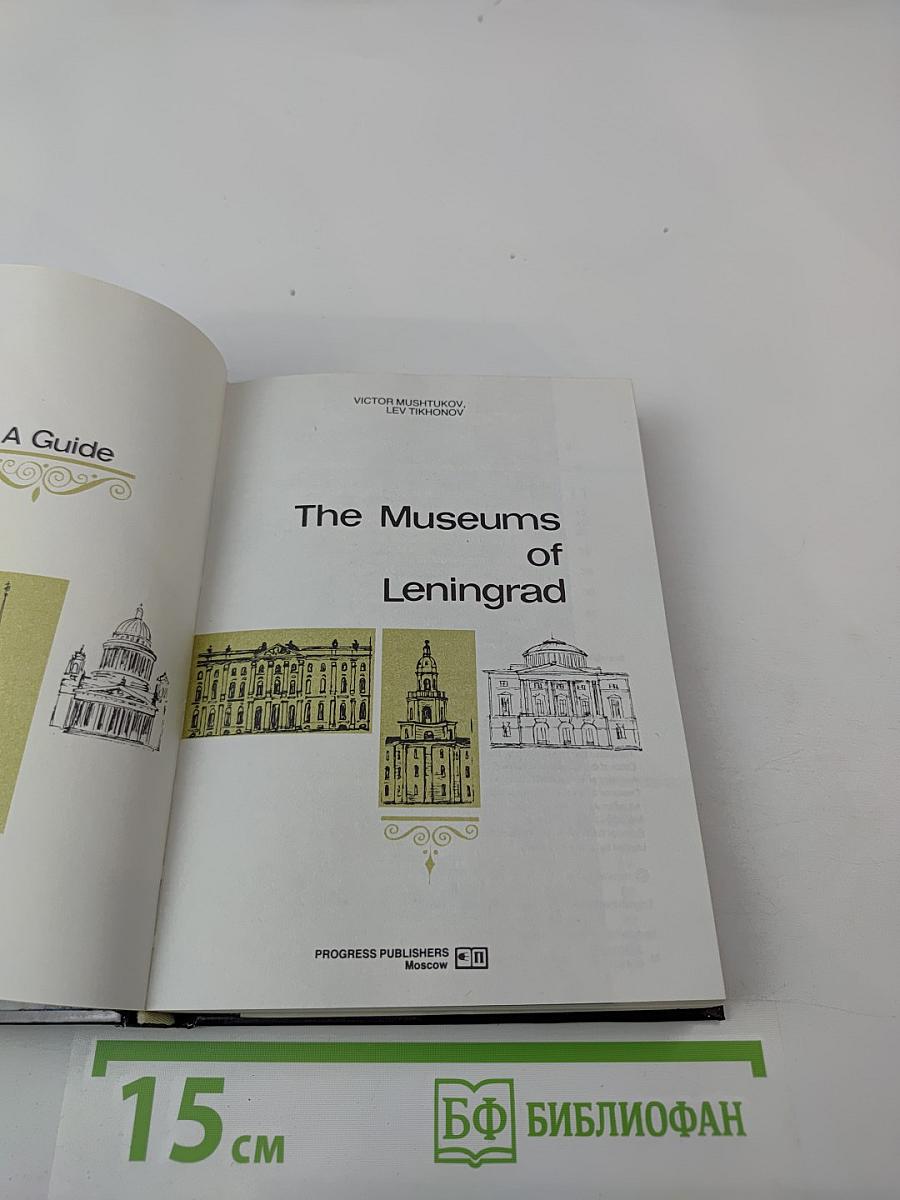 A Guide
VICTOR MUSHTUKOV,
LEV TIKHONOV
The Museums
of
Leningrad
PROGRESS PUBLISHERS
Moscow
П
15 см
БФ БИБЛИОФАН